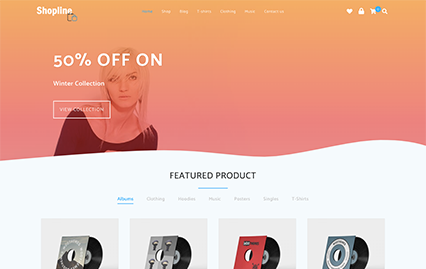 Shopline
Home Shop Blog T-shirts Clothing Music Contact us
50% OFF ON
Winter Collection
VIEW COLLECTION
FEATURED PRODUCT
Albums Clothing Hoodies Music Posters Singles T-Shirts